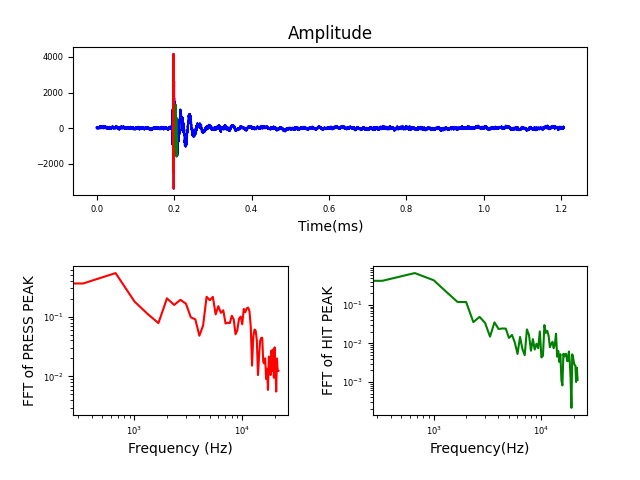 Amplitude
4000
2000
0
−2000
0.0 0.2 0.4 0.6 0.8 1.0 1.2
Time(ms)
FFT of PRESS PEAK
10⁻¹
10⁻²
10³ 10⁴
Frequency (Hz)
FFT of HIT PEAK
10⁻¹
10⁻²
10⁻³
10³ 10⁴
Frequency(Hz)